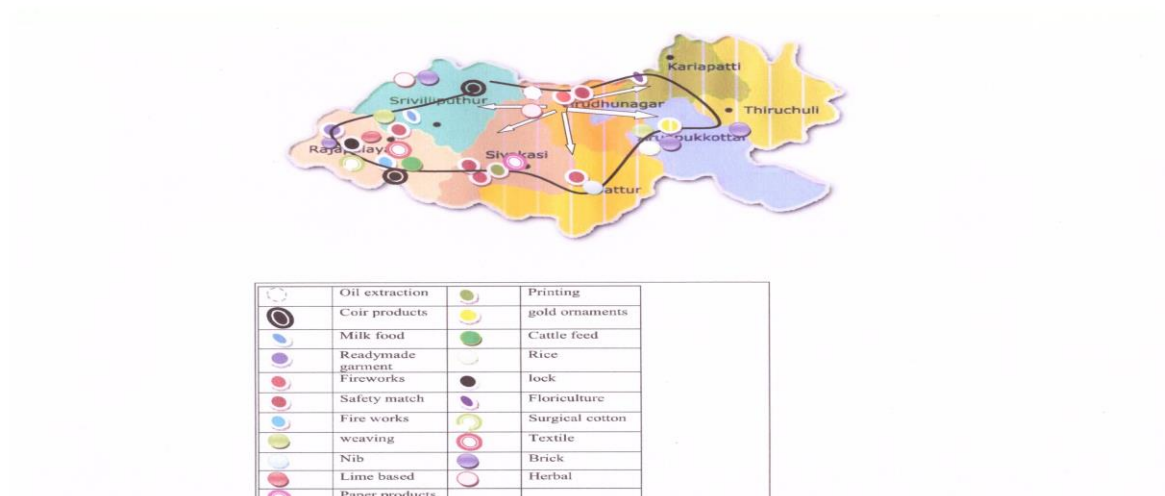 Kariapatti
Srivilliputhur
Thiruchuli
Sivakasi
Oil extraction Printing
Coir products gold ornaments
Milk food Cattle feed
Readymade Rice
garment
Fireworks lock
Safety match Floriculture
Fire works Surgical cotton
weaving Textile
Nib Brick
Lime based Herbal
Paper products